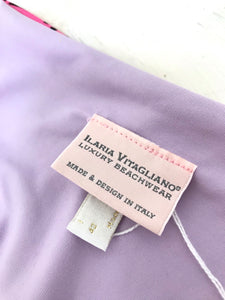 ILARIA VITAGLIANO®
LUXURY BEACHWEAR
MADE & DESIGN IN ITALY